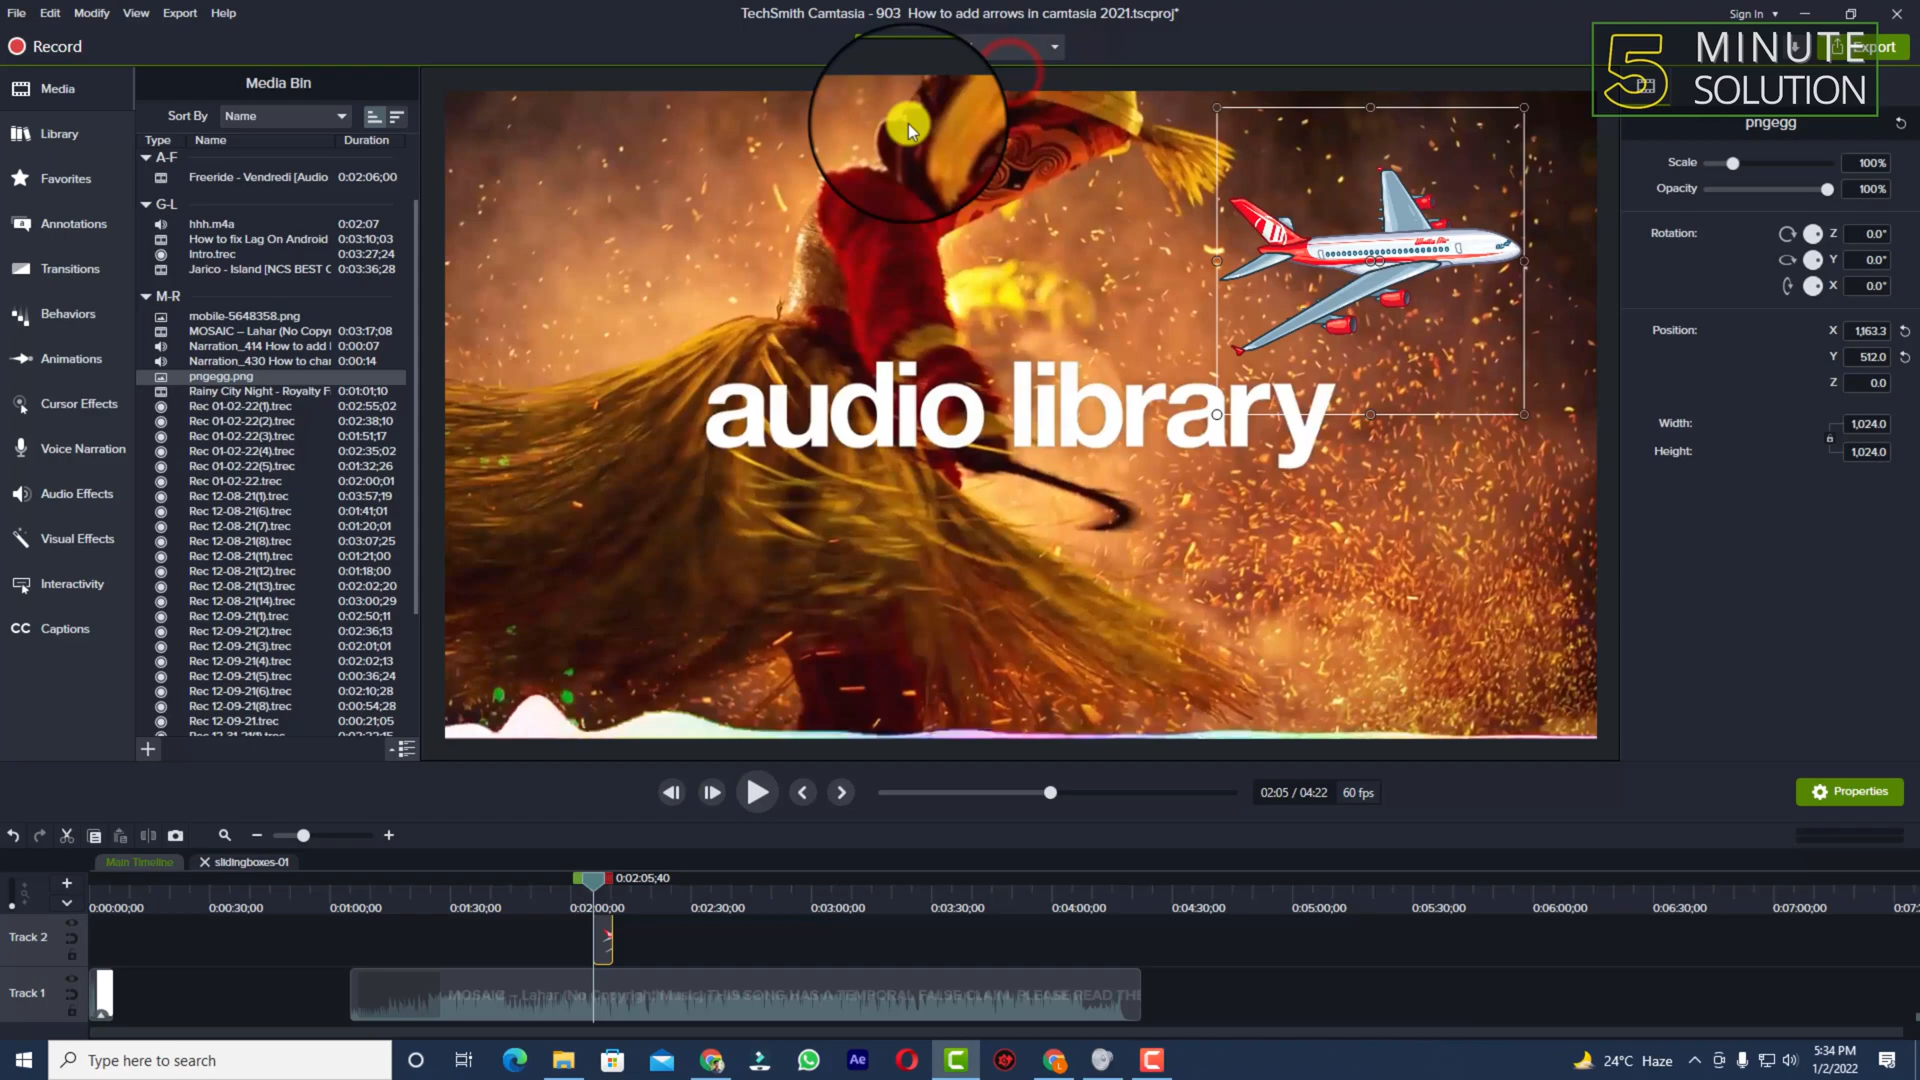 File Edit Modify View Export Help
TechSmith Camtasia - 903 How to add arrows in camtasia 2021.tscproj*
Sign In
Record
Export
5 MINUTE SOLUTION
Media
Library
Favorites
Annotations
Transitions
Behaviors
Animations
Cursor Effects
Voice Narration
Audio Effects
Visual Effects
Interactivity
CC Captions
Media Bin
Sort By Name
Type Name Duration
A-F
Freeride - Vendredi [Audio 0:02:06;00
G-L
hhh.m4a 0:02:07
How to fix Lag On Android 0:03:10;03
Intro.trec 0:03:27;24
Jarico - Island [NCS BEST C 0:03:36;28
M-R
mobile-5648358.png
MOSAIC – Lahar (No Copyr 0:03:17;08
Narration_414 How to add 0:00:07
Narration_430 How to char 0:00:14
pngegg.png
Rainy City Night - Royalty F 0:01:01;10
Rec 01-02-22(1).trec 0:02:55;02
Rec 01-02-22(2).trec 0:02:38;10
Rec 01-02-22(3).trec 0:01:51;17
Rec 01-02-22(4).trec 0:02:35;02
Rec 01-02-22(5).trec 0:01:32;26
Rec 01-02-22.trec 0:02:00;01
Rec 12-08-21(1).trec 0:03:57;19
Rec 12-08-21(6).trec 0:01:41;01
Rec 12-08-21(7).trec 0:01:20;01
Rec 12-08-21(8).trec 0:03:07;25
Rec 12-08-21(11).trec 0:01:21;00
Rec 12-08-21(12).trec 0:01:18;00
Rec 12-08-21(13).trec 0:02:02;20
Rec 12-08-21(14).trec 0:03:00;29
Rec 12-09-21(1).trec 0:02:50;11
Rec 12-09-21(2).trec 0:02:36;13
Rec 12-09-21(3).trec 0:02:01;01
Rec 12-09-21(4).trec 0:02:02;13
Rec 12-09-21(5).trec 0:00:36;24
Rec 12-09-21(6).trec 0:02:10;28
Rec 12-09-21(8).trec 0:00:54;28
Rec 12-09-21.trec 0:00:21;05
audio library
pngegg
Scale 100%
Opacity 100%
Rotation: Z 0.0°
Y 0.0°
X 0.0°
Position: X 1,163.3
Y 512.0
Z 0.0
Width: 1,024.0
Height: 1,024.0
02:05 / 04:22 60 fps
Properties
Main Timeline slidingboxes-01
0:02:05;40
0:00:00;00 0:00:30;00 0:01:00;00 0:01:30;00 0:02:00;00 0:02:30;00 0:03:00;00 0:03:30;00 0:04:00;00 0:04:30;00 0:05:00;00 0:05:30;00 0:06:00;00 0:06:30;00 0:07:00;00
Track 2
Track 1
MOSAIC – Lahar (No Copyright Music) THIS SONG HAS A TEMPORAL FALSE CLAIM, PLEASE READ THE
Type here to search
Ae
24°C Haze
5:34 PM
1/2/2022